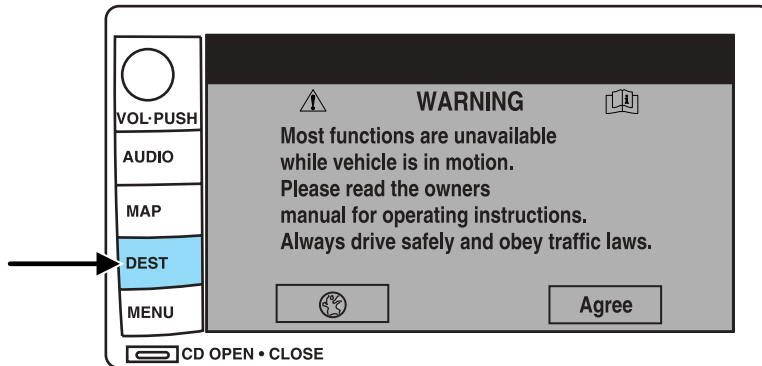 VOL·PUSH
AUDIO
MAP
DEST
MENU
WARNING
Most functions are unavailable
while vehicle is in motion.
Please read the owners
manual for operating instructions.
Always drive safely and obey traffic laws.
Agree
CD OPEN • CLOSE